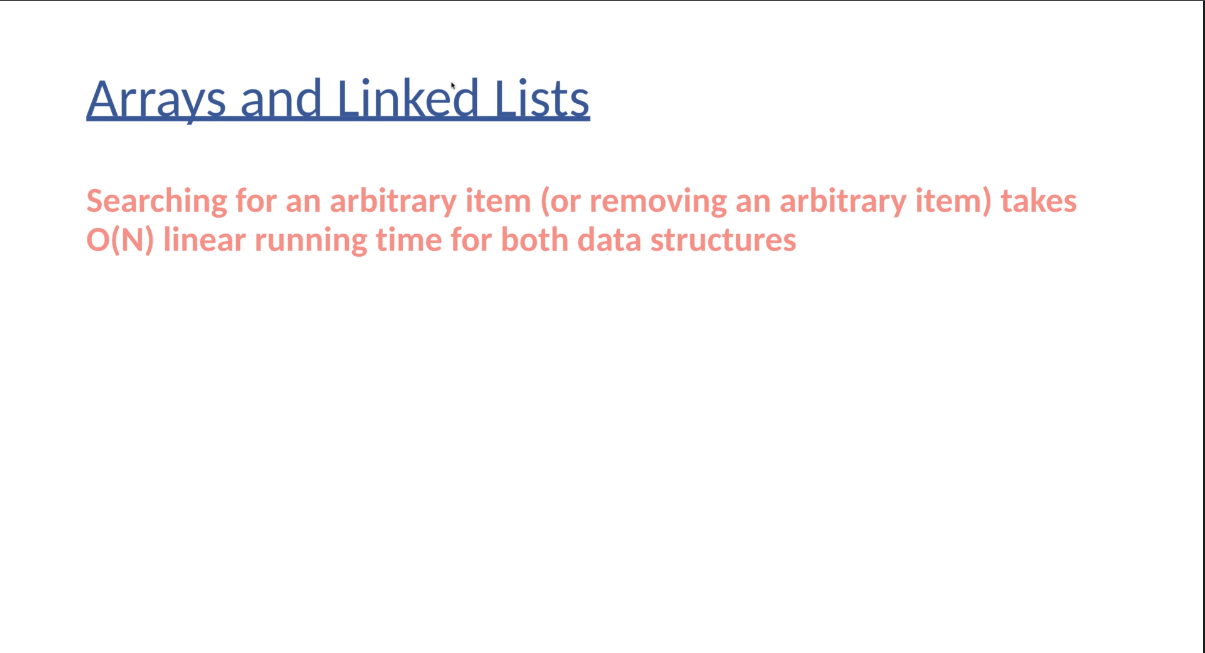 Arrays and Linked Lists
Searching for an arbitrary item (or removing an arbitrary item) takes
O(N) linear running time for both data structures